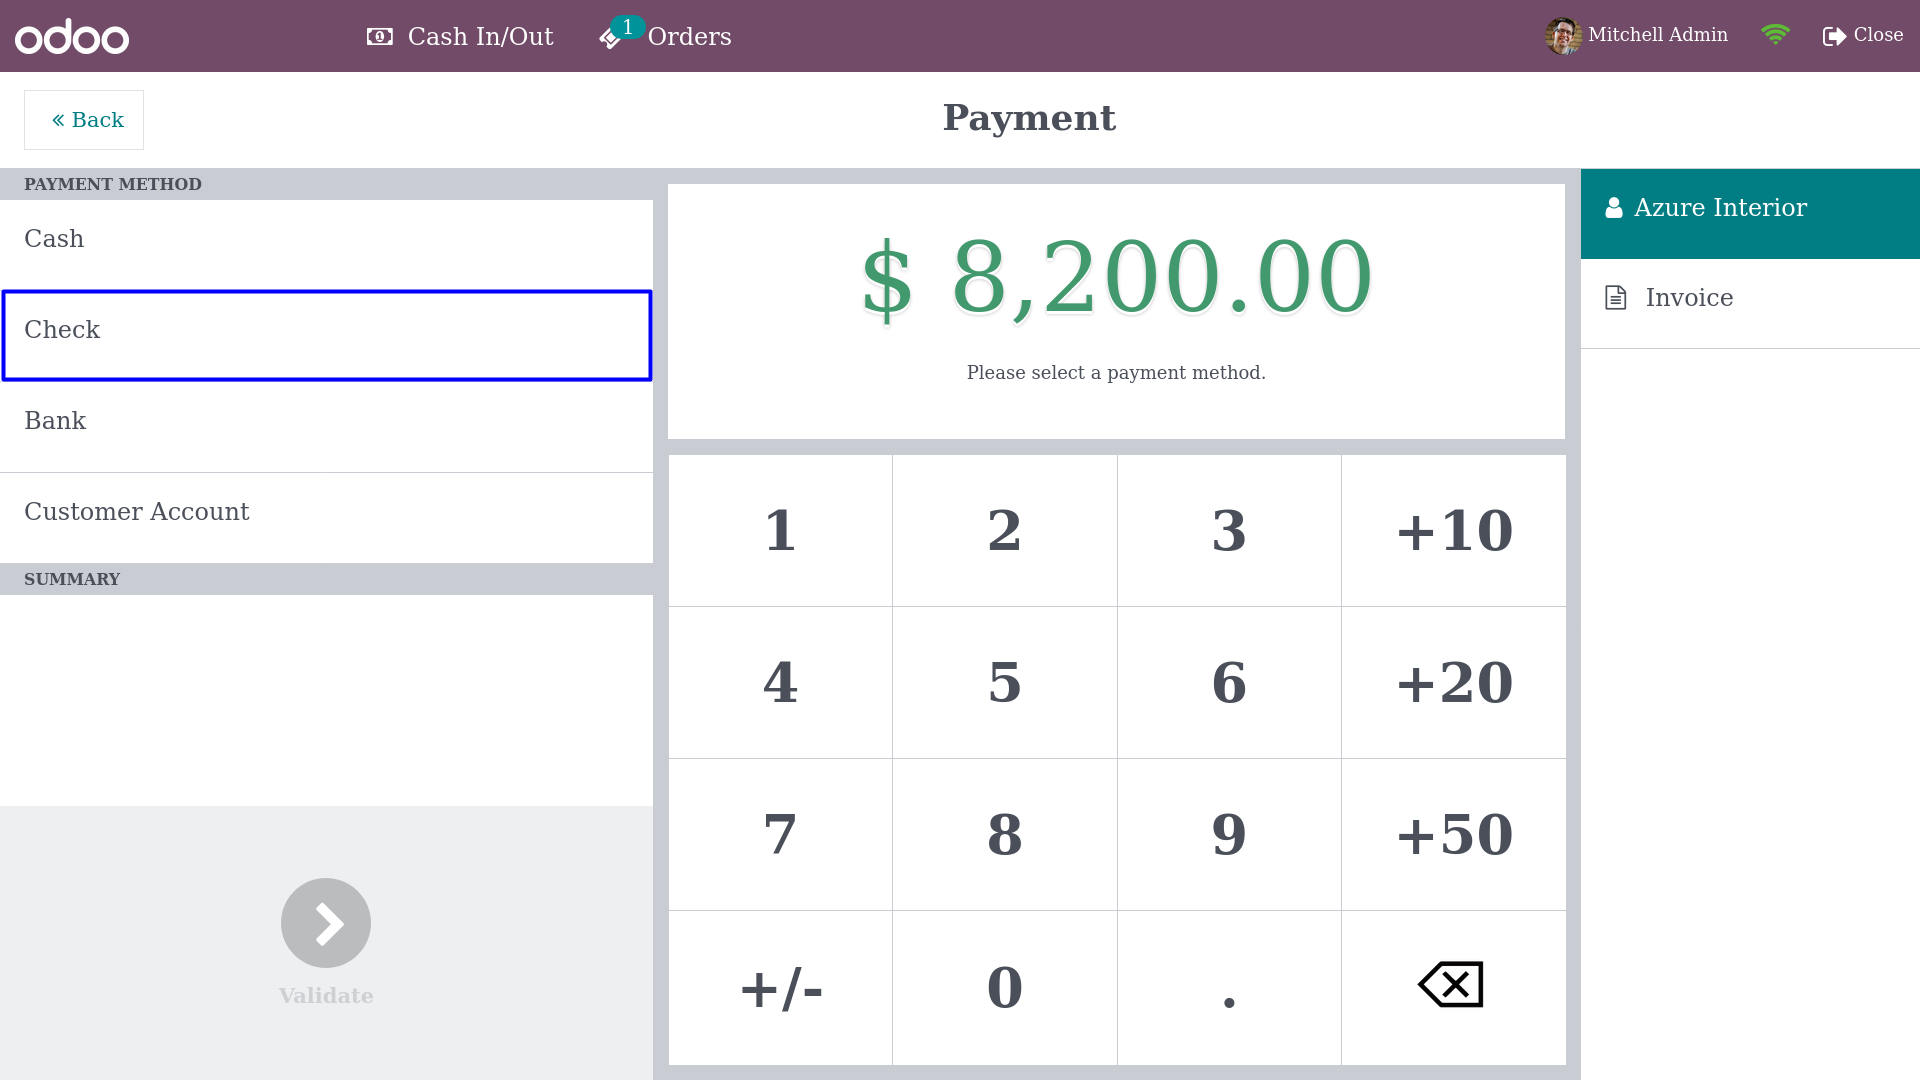 odoo
Cash In/Out
1
Orders
Mitchell Admin
Close
« Back
Payment
PAYMENT METHOD
Cash
Check
Bank
Customer Account
SUMMARY
Validate
$ 8,200.00
Please select a payment method.
1 2 3 +10
4 5 6 +20
7 8 9 +50
+/- 0 .
Azure Interior
Invoice